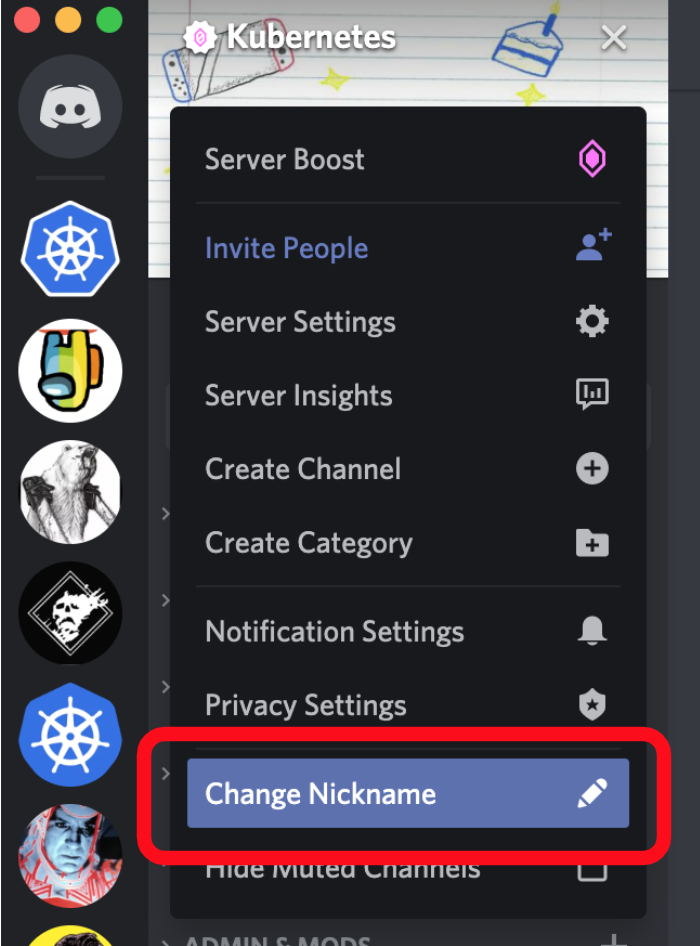 Kubernetes
Server Boost
Invite People
Server Settings
Server Insights
Create Channel
Create Category
Notification Settings
Privacy Settings
Change Nickname
Hide Muted Channels
ADMIN & MODS